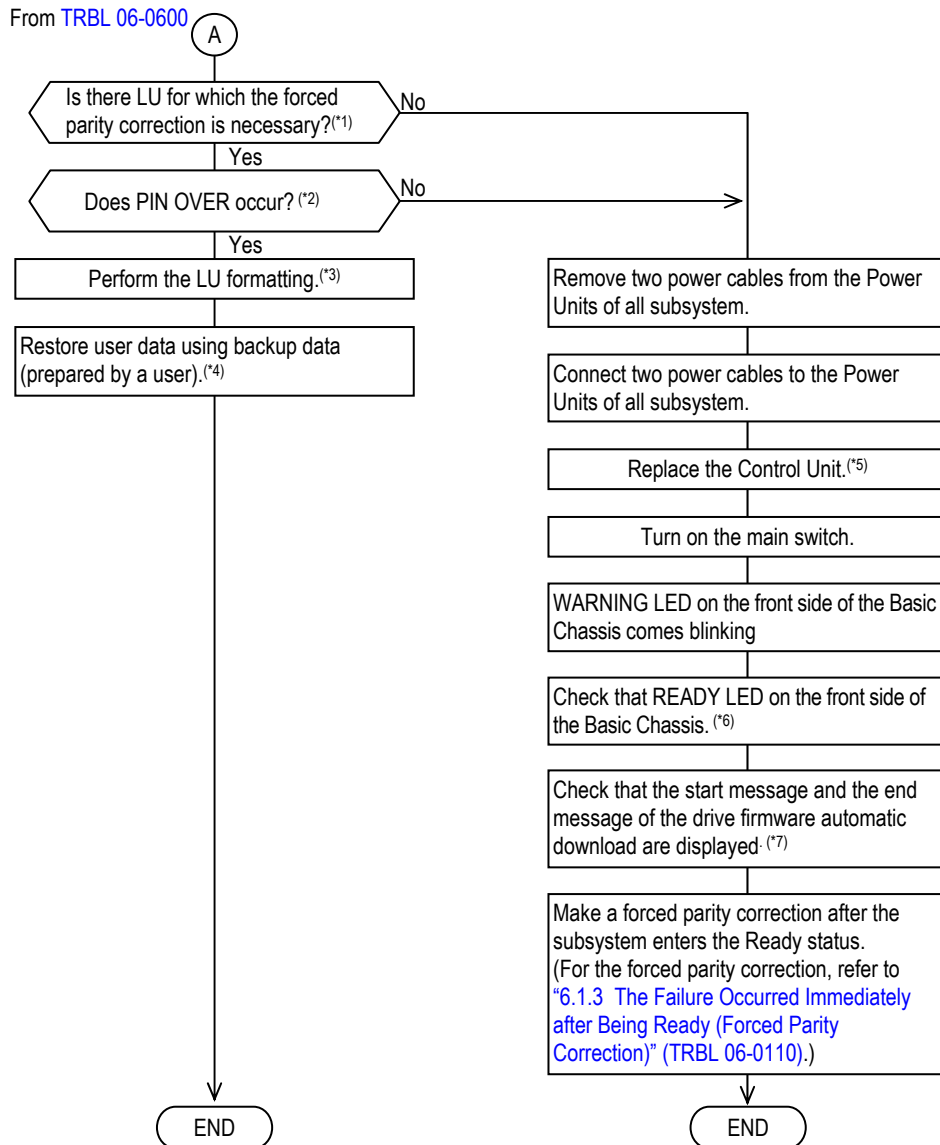 From TRBL 06-0600
A
Is there LU for which the forced
parity correction is necessary?(*1)
No
Yes
Does PIN OVER occur? (*2)
No
Yes
Perform the LU formatting.(*3)
Restore user data using backup data
(prepared by a user).(*4)
END
Remove two power cables from the Power
Units of all subsystem.
Connect two power cables to the Power
Units of all subsystem.
Replace the Control Unit.(*5)
Turn on the main switch.
WARNING LED on the front side of the Basic
Chassis comes blinking
Check that READY LED on the front side of
the Basic Chassis. (*6)
Check that the start message and the end
message of the drive firmware automatic
download are displayed. (*7)
Make a forced parity correction after the
subsystem enters the Ready status.
(For the forced parity correction, refer to
“6.1.3 The Failure Occurred Immediately
after Being Ready (Forced Parity
Correction)” (TRBL 06-0110).)
END